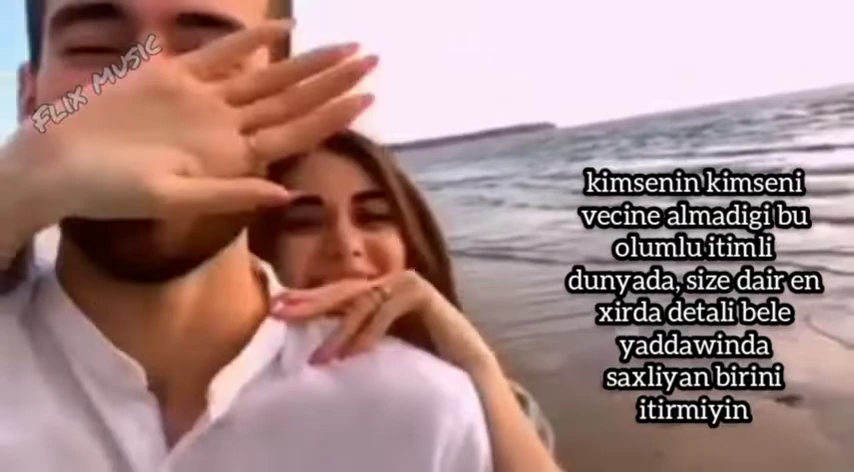 FLIX MUSIC
kimsenin kimseni
vecine almadigi bu
olumlu itimli
dunyada, size dair en
xirda detali bele
yaddawinda
saxliyan birini
itirmiyin